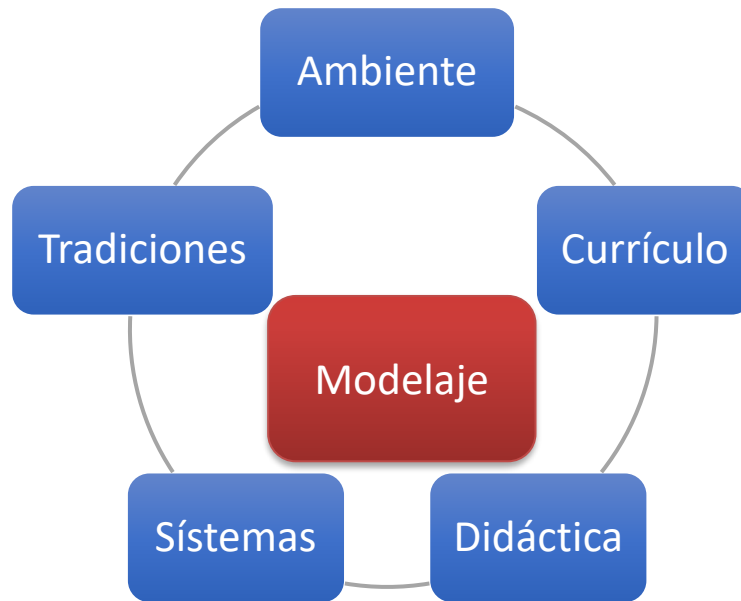 Ambiente
Tradiciones
Currículo
Modelaje
Sístemas
Didáctica